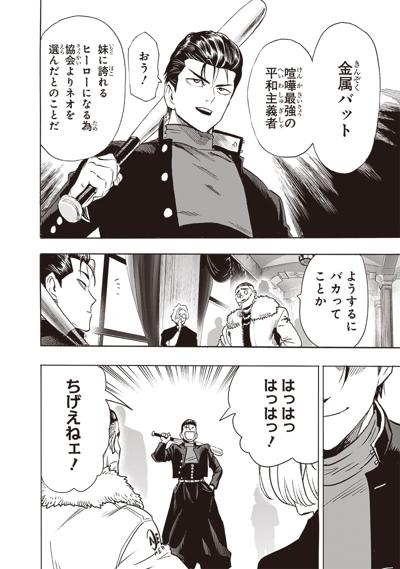 金属バット
喧嘩最強の
平和主義者
おう!
妹に誇れる
ヒーローになる為
協会よりネオを
選んだとのことだ
ようするに
バカって
ことか
はっはっ
はっはっ!
ちげえねェ!